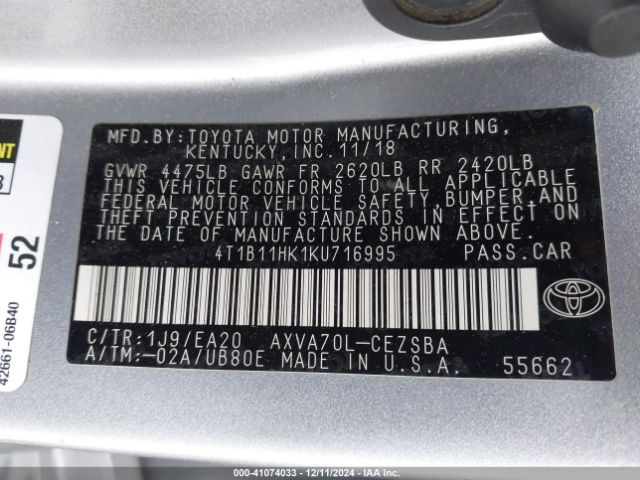 MFD.BY:TOYOTA MOTOR MANUFACTURING,
KENTUCKY,INC.11/18
GVWR 4475LB GAWR FR 2620LB RR 2420LB
THIS VEHICLE CONFORMS TO ALL APPLICABLE
FEDERAL MOTOR VEHICLE SAFETY,BUMPER,AND
THEFT PREVENTION STANDARDS IN EFFECT ON
THE DATE OF MANUFACTURE SHOWN ABOVE.
4T1B11HK1KU716995 PASS.CAR
C/TR:1J9/EA20 AXVA70L-CEZSBA
A/TM:-02A/UB80E MADE IN U.S.A. 55662
52
42661-06B40
000-41074033 - 12/11/2024 - IAAI.COM